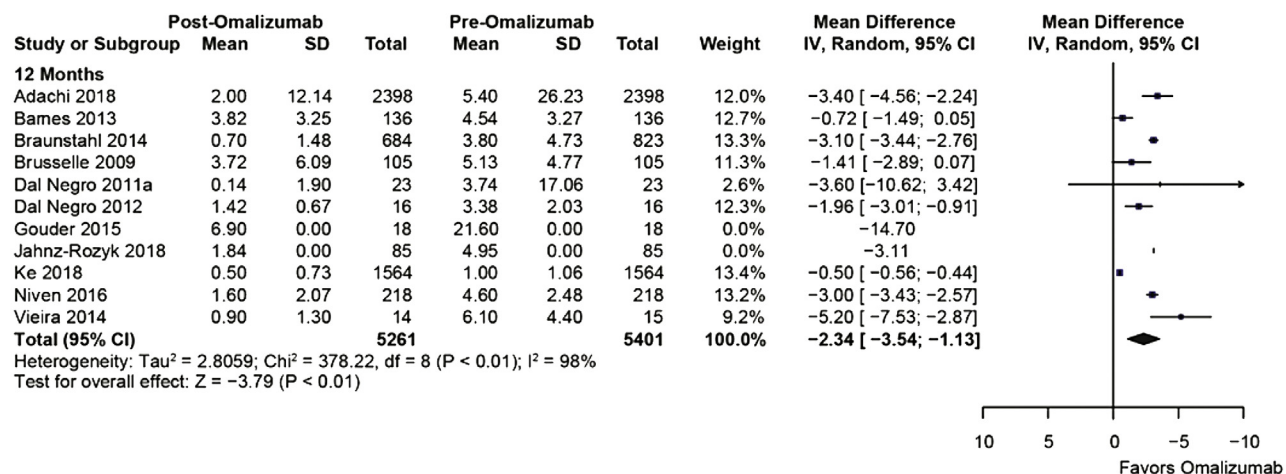 Post-Omalizumab Pre-Omalizumab Mean Difference Mean Difference
Study or Subgroup Mean SD Total Mean SD Total Weight IV, Random, 95% CI IV, Random, 95% CI
12 Months
Adachi 2018 2.00 12.14 2398 5.40 26.23 2398 12.0% −3.40 [ −4.56; −2.24]
Barnes 2013 3.82 3.25 136 4.54 3.27 136 12.7% −0.72 [ −1.49; 0.05]
Braunstahl 2014 0.70 1.48 684 3.80 4.73 823 13.3% −3.10 [ −3.44; −2.76]
Brusselle 2009 3.72 6.09 105 5.13 4.77 105 11.3% −1.41 [ −2.89; 0.07]
Dal Negro 2011a 0.14 1.90 23 3.74 17.06 23 2.6% −3.60 [ −10.62; 3.42]
Dal Negro 2012 1.42 0.67 16 3.38 2.03 16 12.3% −1.96 [ −3.01; −0.91]
Gouder 2015 6.90 0.00 18 21.60 0.00 18 0.0% −14.70
Jahnz-Rozyk 2018 1.84 0.00 85 4.95 0.00 85 0.0% −3.11
Ke 2018 0.50 0.73 1564 1.00 1.06 1564 13.4% −0.50 [ −0.56; −0.44]
Niven 2016 1.60 2.07 218 4.60 2.48 218 13.2% −3.00 [ −3.43; −2.57]
Vieira 2014 0.90 1.30 14 6.10 4.40 15 9.2% −5.20 [ −7.53; −2.87]
Total (95% CI) 5261 5401 100.0% −2.34 [ −3.54; −1.13]
Heterogeneity: Tau² = 2.8059; Chi² = 378.22, df = 8 (P < 0.01); I² = 98%
Test for overall effect: Z = −3.79 (P < 0.01)
10 5 0 −5 −10
Favors Omalizumab